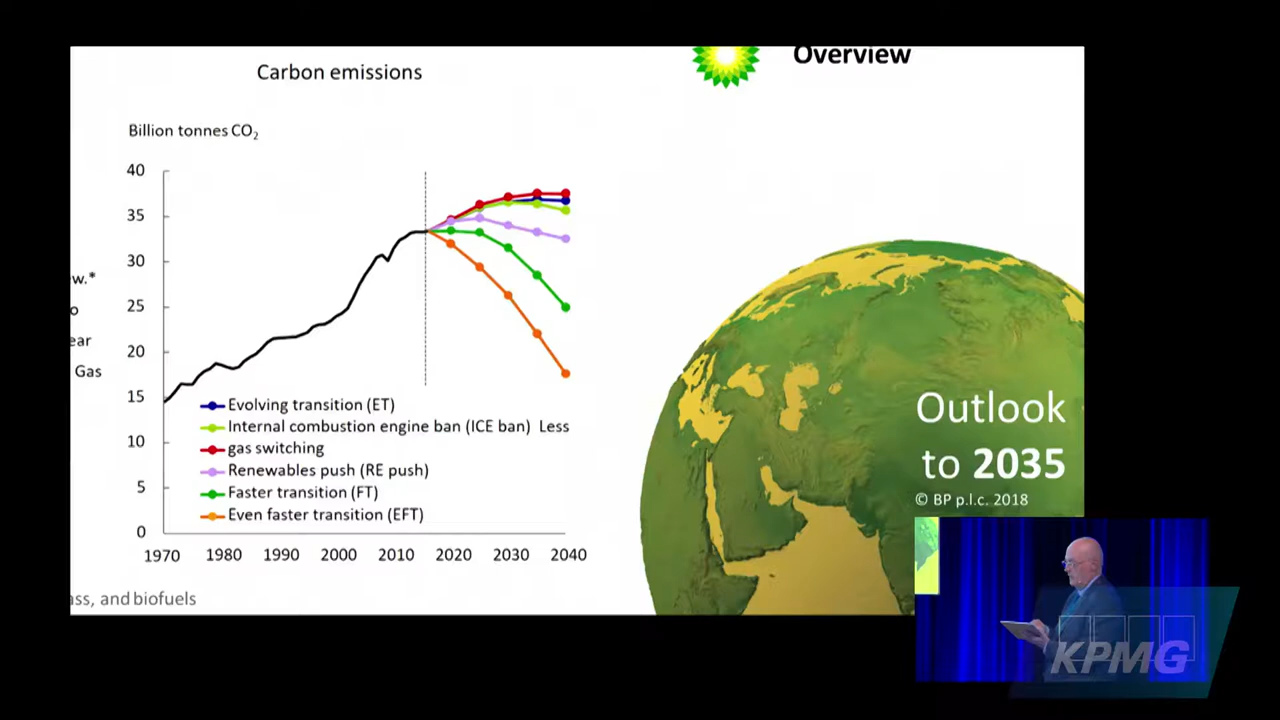 Carbon emissions
Billion tonnes CO₂
40
35
30
25
20
15
10
5
0
1970 1980 1990 2000 2010 2020 2030 2040
Evolving transition (ET)
Internal combustion engine ban (ICE ban) Less
gas switching
Renewables push (RE push)
Faster transition (FT)
Even faster transition (EFT)
w.*
o
ear
Gas
ass, and biofuels
Overview
Outlook
to 2035
© BP p.l.c. 2018
KPMG